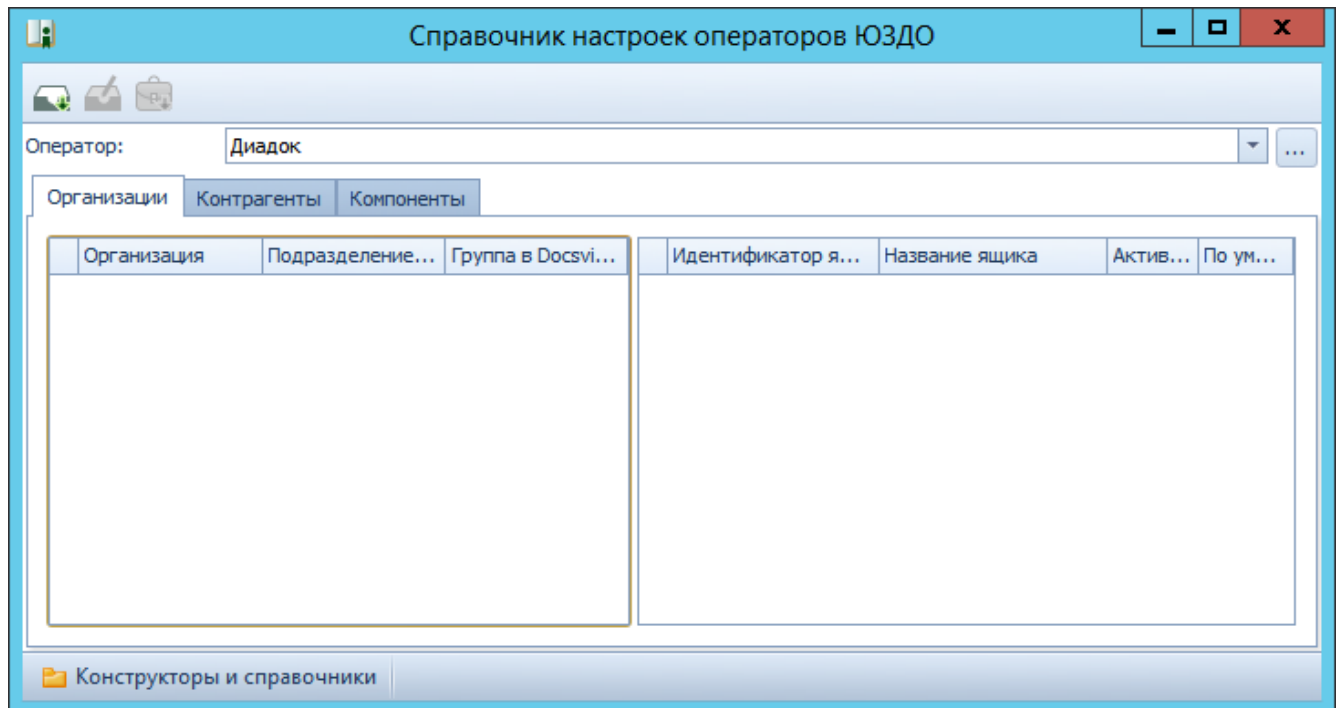 Справочник настроек операторов ЮЗДО
Оператор: Диадок ...
Организации Контрагенты Компоненты
Организация Подразделение... Группа в Docsvi... Идентификатор я... Название ящика Актив... По ум...
Конструкторы и справочники